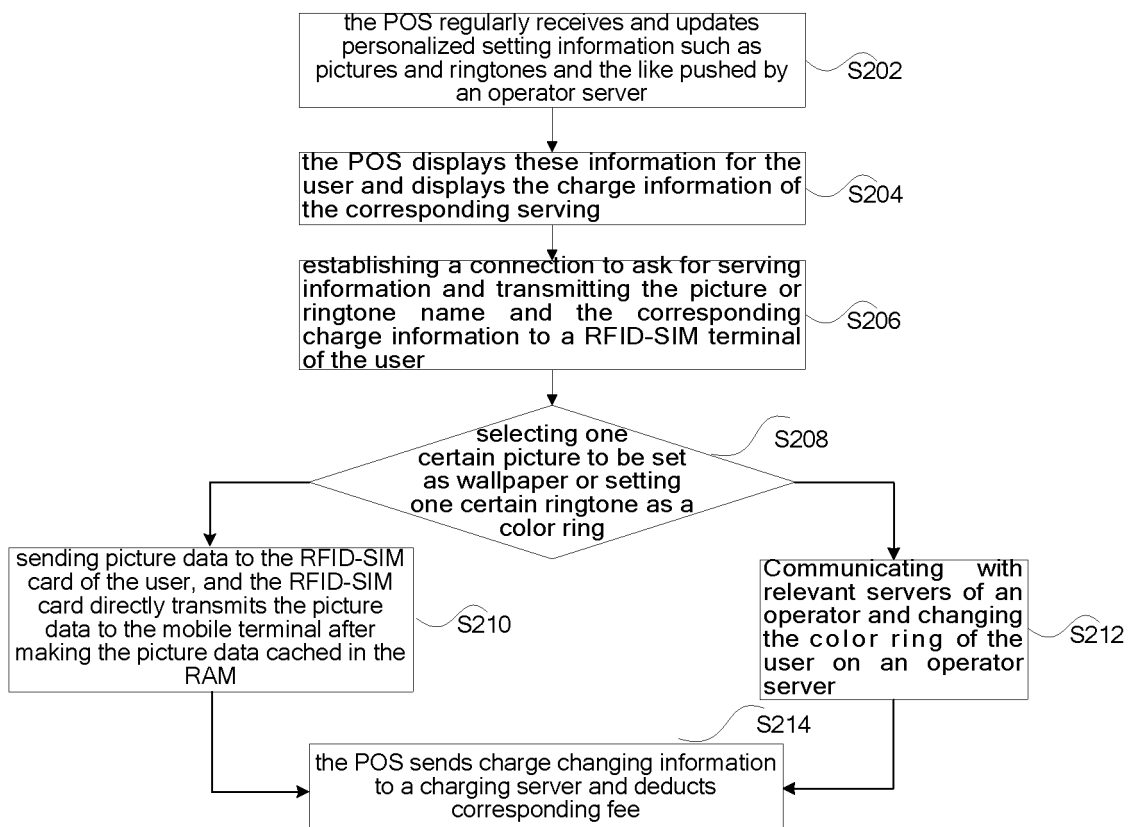 the POS regularly receives and updates
personalized setting information such as
pictures and ringtones and the like pushed by
an operator server
S202
the POS displays these information for the
user and displays the charge information of
the corresponding serving
S204
establishing a connection to ask for serving
information and transmitting the picture or
ringtone name and the corresponding
charge information to a RFID-SIM terminal
of the user
S206
selecting one
certain picture to be set
as wallpaper or setting
one certain ringtone as a
color ring
S208
sending picture data to the RFID-SIM
card of the user, and the RFID-SIM
card directly transmits the picture
data to the mobile terminal after
making the picture data cached in the
RAM
S210
Communicating with
relevant servers of an
operator and changing
the color ring of the
user on an operator
server
S212
S214
the POS sends charge changing information
to a charging server and deducts
corresponding fee